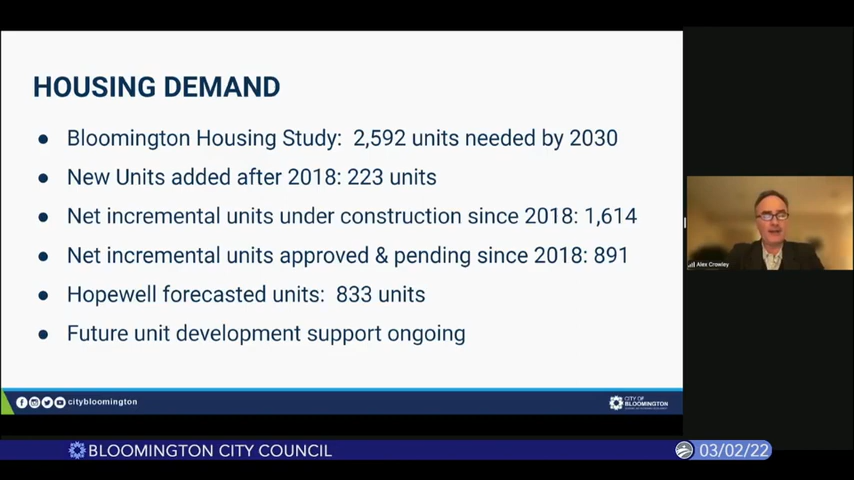 HOUSING DEMAND
● Bloomington Housing Study: 2,592 units needed by 2030
● New Units added after 2018: 223 units
● Net incremental units under construction since 2018: 1,614
● Net incremental units approved & pending since 2018: 891
● Hopewell forecasted units: 833 units
● Future unit development support ongoing
Alex Crowley
citybloomington
CITY OF
BLOOMINGTON
BLOOMINGTON CITY COUNCIL
03/02/22